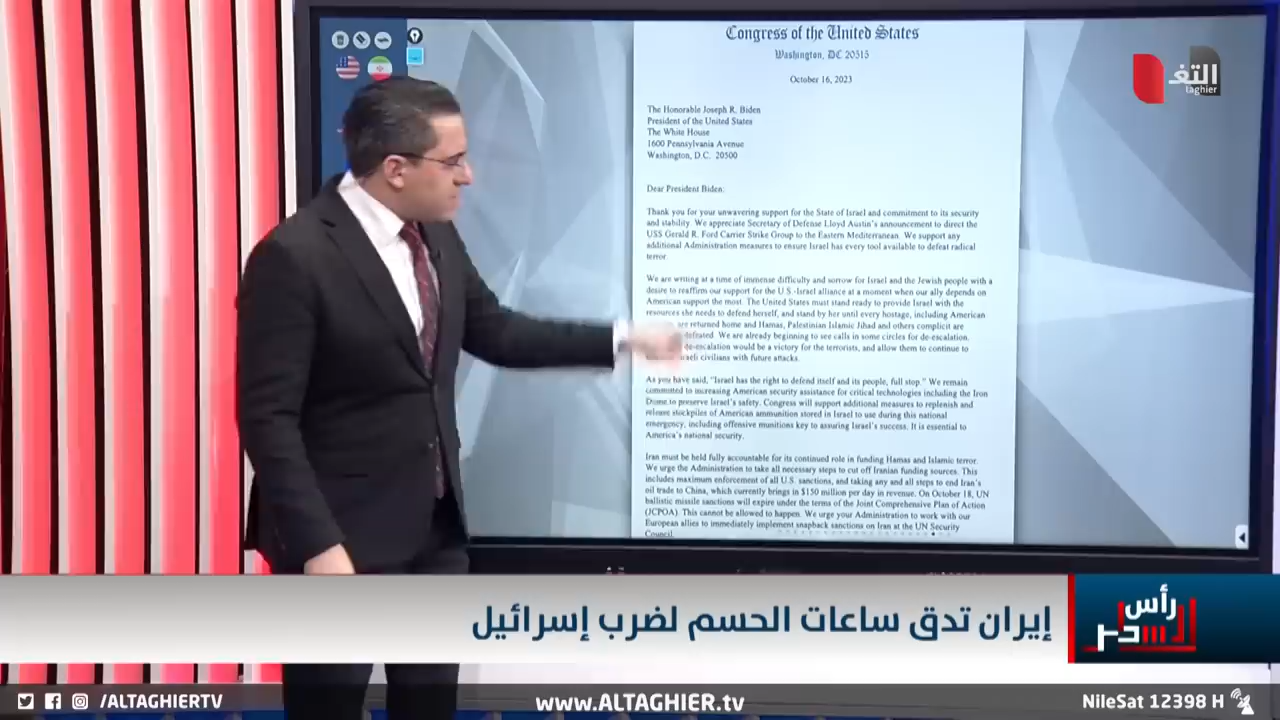 Congress of the United States
Washington, DC 20515
October 16, 2023
The Honorable Joseph R. Biden
President of the United States
The White House
1600 Pennsylvania Avenue
Washington, D.C. 20500
Dear President Biden:
Thank you for your unwavering support for the State of Israel and commitment to its security
and stability. We appreciate Secretary of Defense Lloyd Austin's announcement to direct the
USS Gerald R. Ford Carrier Strike Group to the Eastern Mediterranean. We support any
additional Administration measures to ensure Israel has every tool available to defeat radical
terror.
We are writing at a time of immense difficulty and sorrow for Israel and the Jewish people with a
desire to reaffirm our support for the U.S.-Israel alliance at a moment when our ally depends on
American support the most. The United States must stand ready to provide Israel with the
resources she needs to defend herself, and stand by her until every hostage, including American
are returned home and Hamas, Palestinian Islamic Jihad and others complicit are
defeated. We are already beginning to see calls in some circles for de-escalation.
de-escalation would be a victory for the terrorists, and allow them to continue to
civilians with future attacks.
As you have said, "Israel has the right to defend itself and its people, full stop." We remain
committed to increasing American security assistance for critical technologies including the Iron
Dome to preserve Israel's safety. Congress will support additional measures to replenish and
release stockpiles of American ammunition stored in Israel to use during this national
emergency, including offensive munitions key to assuring Israel's success. It is essential to
America's national security.
Iran must be held fully accountable for its continued role in funding Hamas and Islamic terror.
We urge the Administration to take all necessary steps to cut off Iranian funding sources. This
includes maximum enforcement of all U.S. sanctions, and taking any and all steps to end Iran's
oil trade to China, which currently brings in $150 million per day in revenue. On October 18, UN
ballistic missile sanctions will expire under the terms of the Joint Comprehensive Plan of Action
(JCPOA). This cannot be allowed to happen. We urge your Administration to work with our
European allies to immediately implement snapback sanctions on Iran at the UN Security
Council.
التغـ
laghier
رأس
السطر
إيران تدق ساعات الحسم لضرب إسرائيل
/ALTAGHIERTV
www.ALTAGHIER.tv
NileSat 12398 H